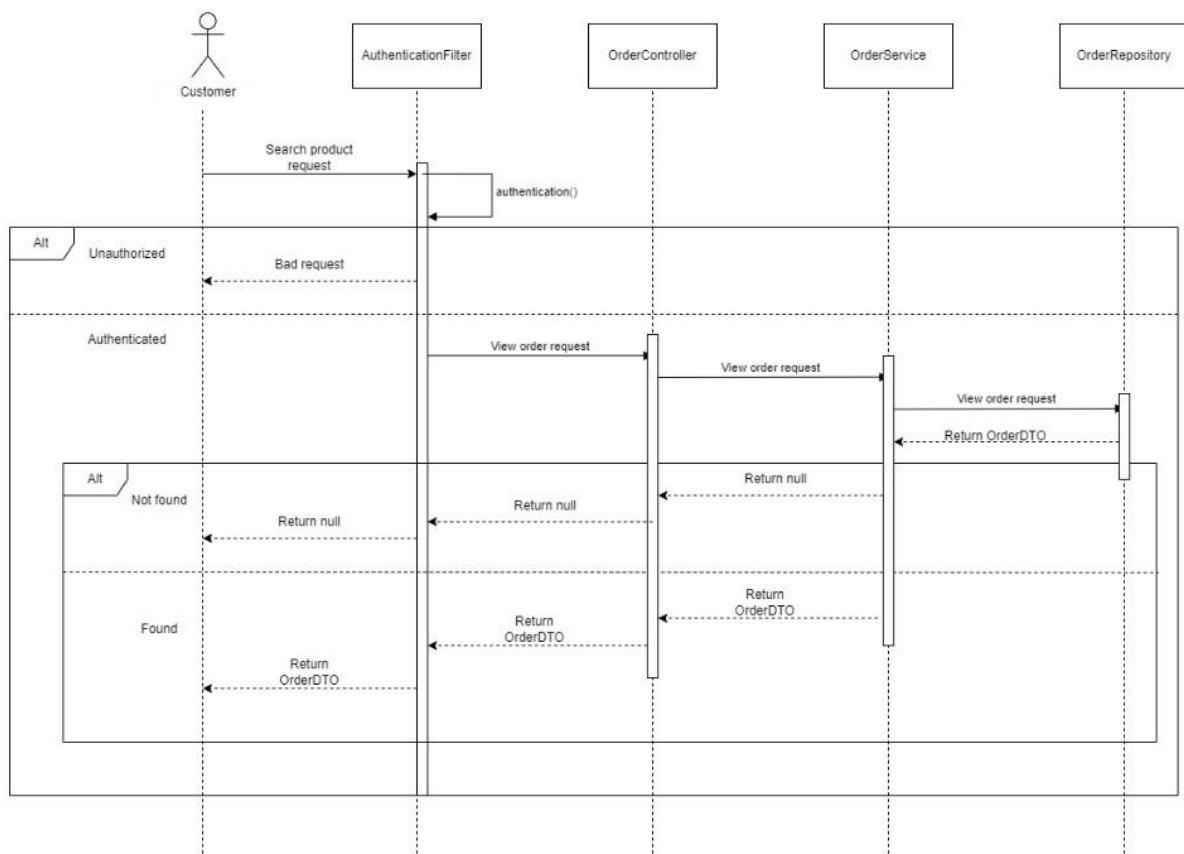 AuthenticationFilter
OrderController
OrderService
OrderRepository
Customer
Search product
request
authentication()
Alt
Unauthorized
Bad request
Authenticated
View order request
View order request
View order request
Return OrderDTO
Alt
Not found
Return null
Return null
Return null
Found
Return
OrderDTO
Return
OrderDTO
Return
OrderDTO